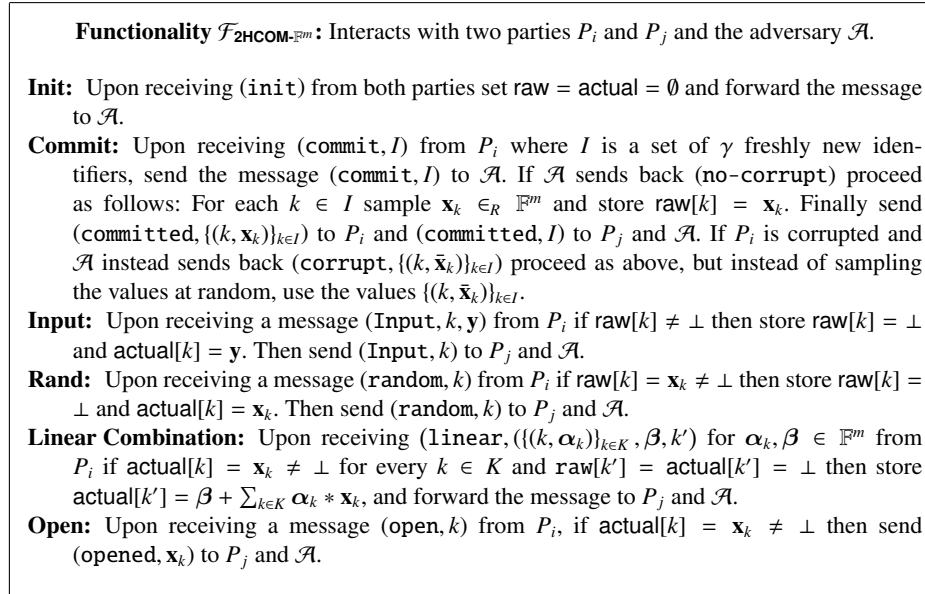 Functionality ℱ₂HCOM-𝔽ᵐ: Interacts with two parties Pᵢ and Pⱼ and the adversary 𝒜.
Init: Upon receiving (init) from both parties set raw = actual = ∅ and forward the message
to 𝒜.
Commit: Upon receiving (commit, I) from Pᵢ where I is a set of γ freshly new iden-
tifiers, send the message (commit, I) to 𝒜. If 𝒜 sends back (no-corrupt) proceed
as follows: For each k ∈ I sample 𝐱ₖ ∈_R 𝔽ᵐ and store raw[k] = 𝐱ₖ. Finally send
(committed, {(k, 𝐱ₖ)}_{k∈I}) to Pᵢ and (committed, I) to Pⱼ and 𝒜. If Pᵢ is corrupted and
𝒜 instead sends back (corrupt, {(k, 𝐱̄ₖ)}_{k∈I}) proceed as above, but instead of sampling
the values at random, use the values {(k, 𝐱̄ₖ)}_{k∈I}.
Input: Upon receiving a message (Input, k, 𝐲) from Pᵢ if raw[k] ≠ ⊥ then store raw[k] = ⊥
and actual[k] = 𝐲. Then send (Input, k) to Pⱼ and 𝒜.
Rand: Upon receiving a message (random, k) from Pᵢ if raw[k] = 𝐱ₖ ≠ ⊥ then store raw[k] =
⊥ and actual[k] = 𝐱ₖ. Then send (random, k) to Pⱼ and 𝒜.
Linear Combination: Upon receiving (linear, ({(k, 𝜶ₖ)}_{k∈K}, 𝜷, k′) for 𝜶ₖ, 𝜷 ∈ 𝔽ᵐ from
Pᵢ if actual[k] = 𝐱ₖ ≠ ⊥ for every k ∈ K and raw[k′] = actual[k′] = ⊥ then store
actual[k′] = 𝜷 + ∑_{k∈K} 𝜶ₖ ∗ 𝐱ₖ, and forward the message to Pⱼ and 𝒜.
Open: Upon receiving a message (open, k) from Pᵢ, if actual[k] = 𝐱ₖ ≠ ⊥ then send
(opened, 𝐱ₖ) to Pⱼ and 𝒜.